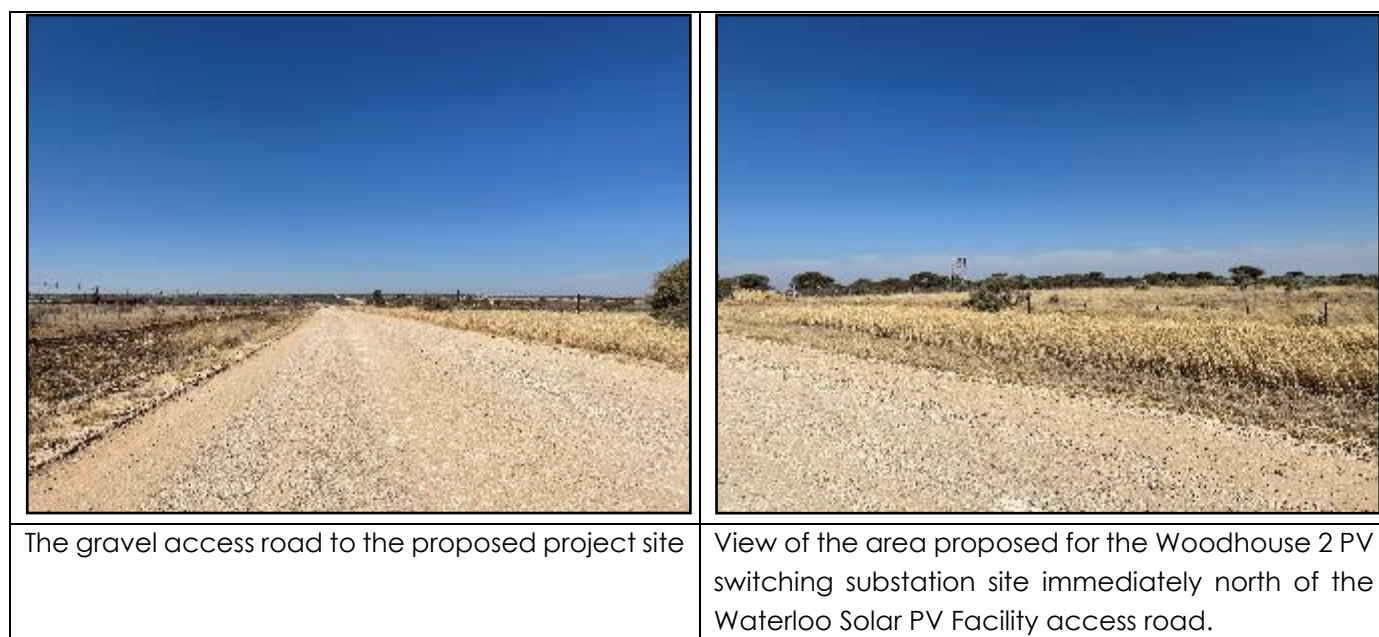 The gravel access road to the proposed project site
View of the area proposed for the Woodhouse 2 PV
switching substation site immediately north of the
Waterloo Solar PV Facility access road.